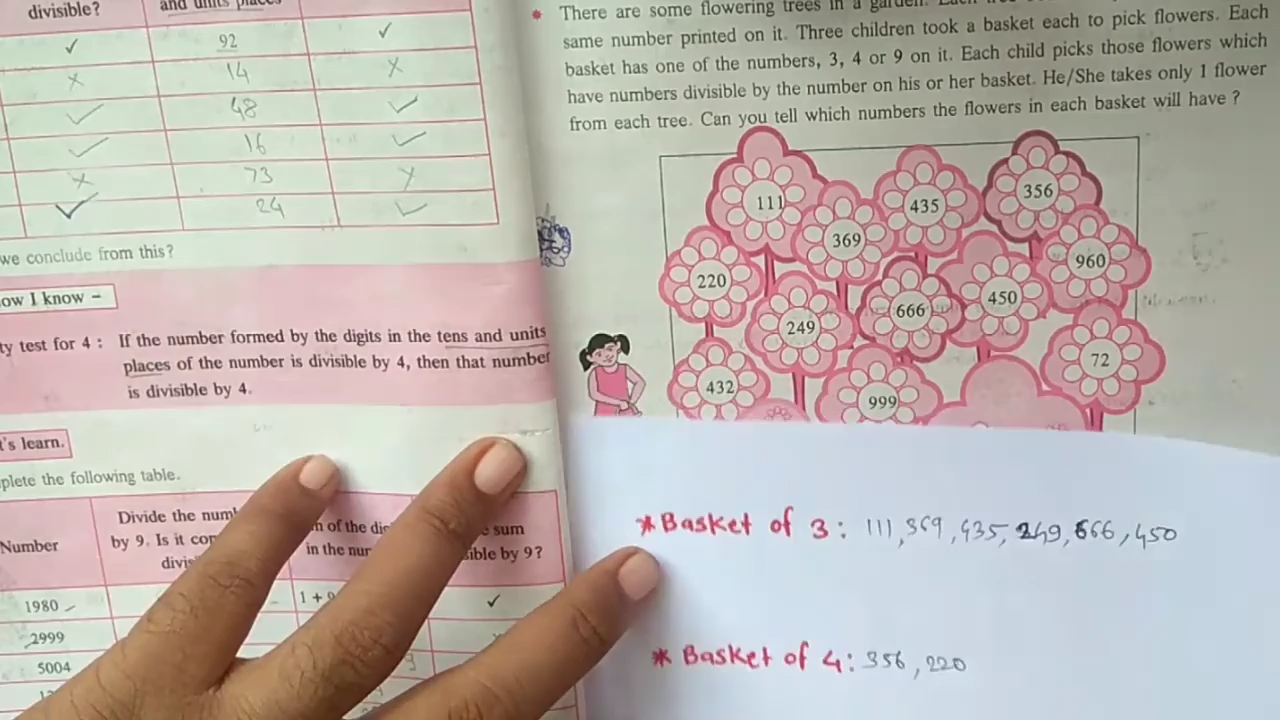 divisible?
and units places
✓ 92 ✓
× 14 ×
✓ 48 ✓
✓ 16 ✓
× 73 ×
✓ 24 ✓
we conclude from this?
ow I know –
ty test for 4 : If the number formed by the digits in the tens and units
places of the number is divisible by 4, then that number
is divisible by 4.
t's learn.
plete the following table.
Number
Divide the num
by 9. Is it
divis
of the
in the
sum
ible by 9?
1980
1 +
✓
2999
5004
There are some flowering trees in a garden.
same number printed on it. Three children took a basket each to pick flowers. Each
basket has one of the numbers, 3, 4 or 9 on it. Each child picks those flowers which
have numbers divisible by the number on his or her basket. He/She takes only 1 flower
from each tree. Can you tell which numbers the flowers in each basket will have ?
111
435
356
369
960
220
249
666
450
72
432
999
* Basket of 3 : 111, 369, 435, 249, 666, 450
* Basket of 4 : 356, 220